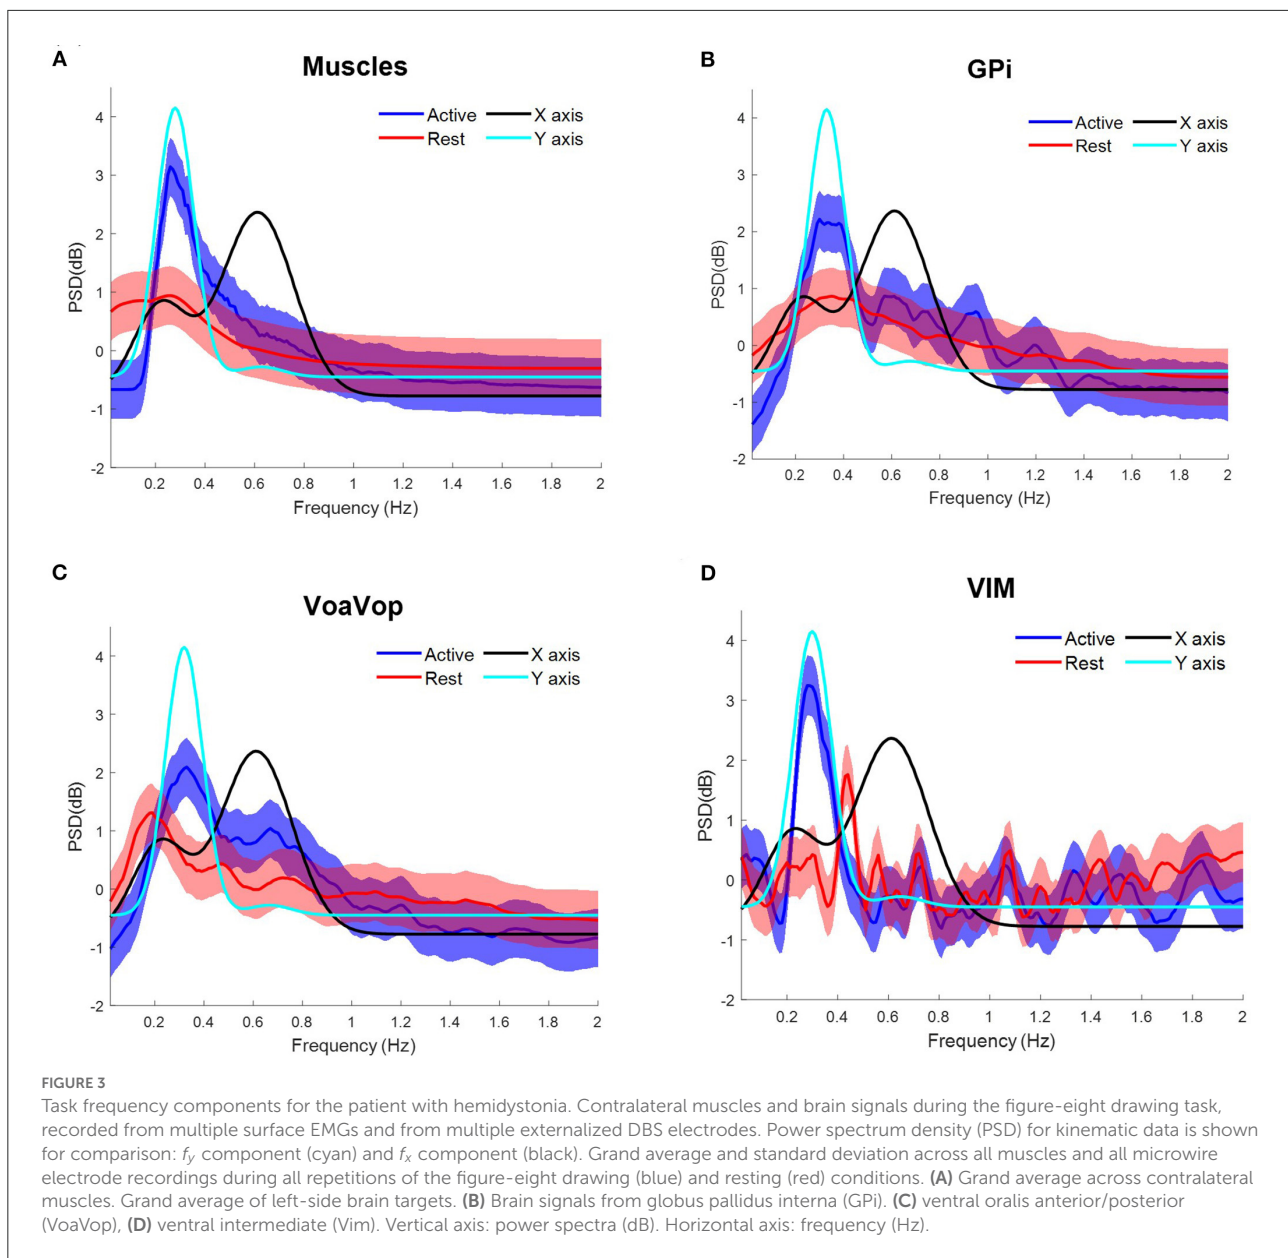 A
Muscles
Active
X axis
Rest
Y axis
4
3
2
1
0
-1
-2
PSD(dB)
0.2 0.4 0.6 0.8 1 1.2 1.4 1.6 1.8 2
Frequency (Hz)
B
GPi
Active
X axis
Rest
Y axis
4
3
2
1
0
-1
-2
PSD(dB)
0.2 0.4 0.6 0.8 1 1.2 1.4 1.6 1.8 2
Frequency (Hz)
C
VoaVop
Active
X axis
Rest
Y axis
4
3
2
1
0
-1
-2
PSD(dB)
0.2 0.4 0.6 0.8 1 1.2 1.4 1.6 1.8 2
Frequency (Hz)
D
VIM
Active
X axis
Rest
Y axis
4
3
2
1
0
-1
-2
PSD(dB)
0.2 0.4 0.6 0.8 1 1.2 1.4 1.6 1.8 2
Frequency (Hz)
FIGURE 3
Task frequency components for the patient with hemidystonia. Contralateral muscles and brain signals during the figure-eight drawing task,
recorded from multiple surface EMGs and from multiple externalized DBS electrodes. Power spectrum density (PSD) for kinematic data is shown
for comparison: fy component (cyan) and fx component (black). Grand average and standard deviation across all muscles and all microwire
electrode recordings during all repetitions of the figure-eight drawing (blue) and resting (red) conditions. (A) Grand average across contralateral
muscles. Grand average of left-side brain targets. (B) Brain signals from globus pallidus interna (GPi). (C) ventral oralis anterior/posterior
(VoaVop), (D) ventral intermediate (Vim). Vertical axis: power spectra (dB). Horizontal axis: frequency (Hz).